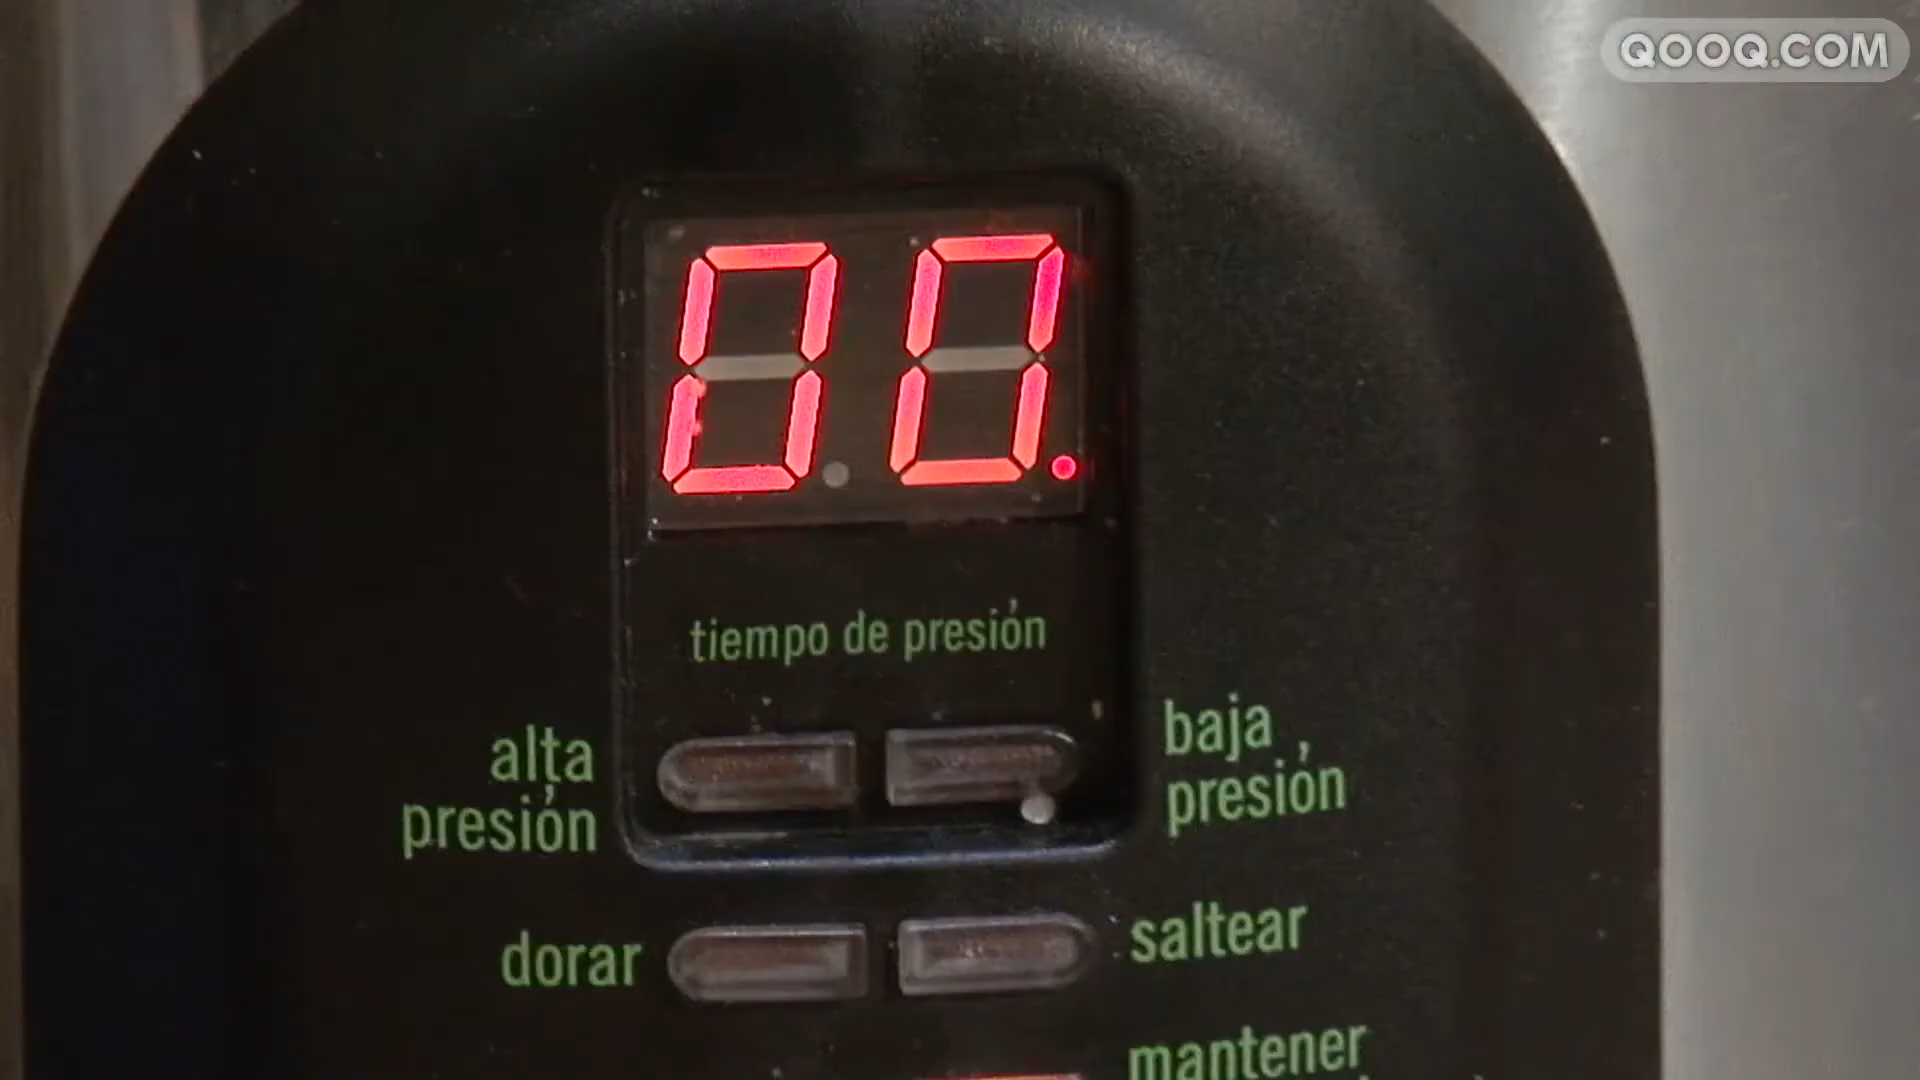 QOOQ.COM
00.
tiempo de presión
alta
presión
baja
presión
dorar
saltear
mantener